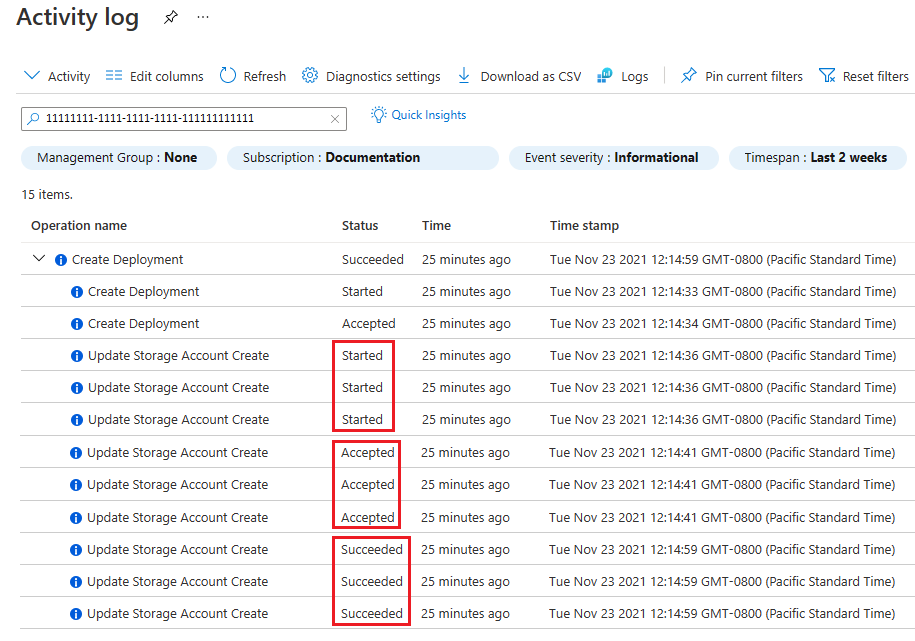 Activity log ...
Activity Edit columns Refresh Diagnostics settings Download as CSV Logs Pin current filters Reset filters
11111111-1111-1111-1111-111111111111 Quick Insights
Management Group : None Subscription : Documentation Event severity : Informational Timespan : Last 2 weeks
15 items.
Operation name Status Time Time stamp
Create Deployment Succeeded 25 minutes ago Tue Nov 23 2021 12:14:59 GMT-0800 (Pacific Standard Time)
Create Deployment Started 25 minutes ago Tue Nov 23 2021 12:14:33 GMT-0800 (Pacific Standard Time)
Create Deployment Accepted 25 minutes ago Tue Nov 23 2021 12:14:34 GMT-0800 (Pacific Standard Time)
Update Storage Account Create Started 25 minutes ago Tue Nov 23 2021 12:14:36 GMT-0800 (Pacific Standard Time)
Update Storage Account Create Started 25 minutes ago Tue Nov 23 2021 12:14:36 GMT-0800 (Pacific Standard Time)
Update Storage Account Create Started 25 minutes ago Tue Nov 23 2021 12:14:36 GMT-0800 (Pacific Standard Time)
Update Storage Account Create Accepted 25 minutes ago Tue Nov 23 2021 12:14:41 GMT-0800 (Pacific Standard Time)
Update Storage Account Create Accepted 25 minutes ago Tue Nov 23 2021 12:14:41 GMT-0800 (Pacific Standard Time)
Update Storage Account Create Accepted 25 minutes ago Tue Nov 23 2021 12:14:41 GMT-0800 (Pacific Standard Time)
Update Storage Account Create Succeeded 25 minutes ago Tue Nov 23 2021 12:14:59 GMT-0800 (Pacific Standard Time)
Update Storage Account Create Succeeded 25 minutes ago Tue Nov 23 2021 12:14:59 GMT-0800 (Pacific Standard Time)
Update Storage Account Create Succeeded 25 minutes ago Tue Nov 23 2021 12:14:59 GMT-0800 (Pacific Standard Time)